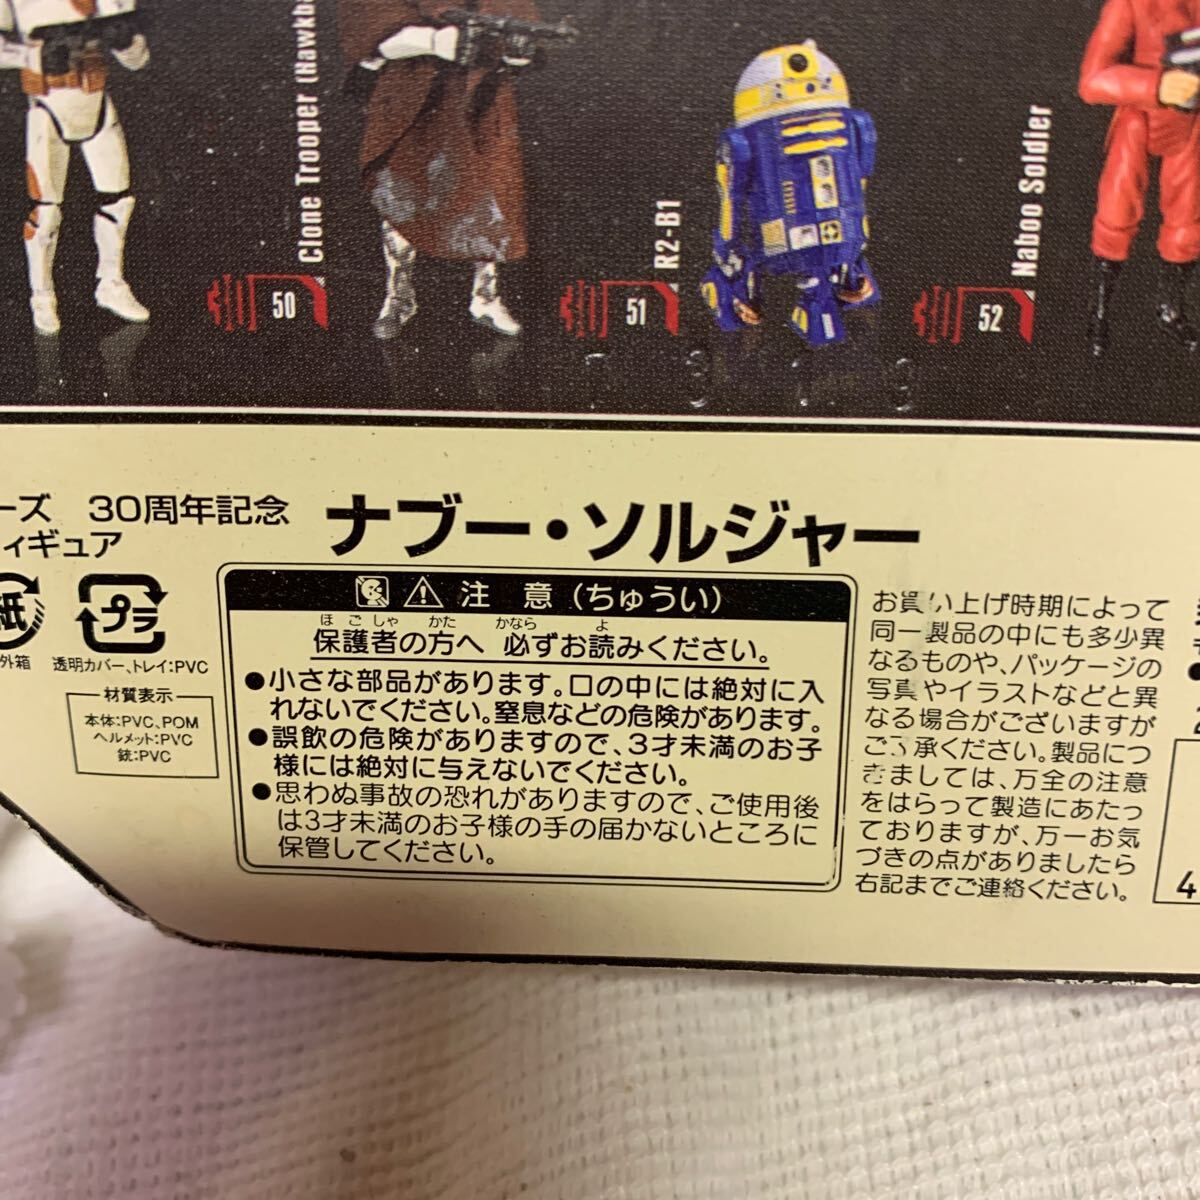 Clone Trooper (Hawkba
50
R2-B1
51
Naboo Soldier
52
ーズ 30周年記念
ィギュア
ナブー・ソルジャー
紙
外箱
プラ
透明カバー、トレイ:PVC
材質表示
本体:PVC、POM
ヘルメット:PVC
銃:PVC
注 意 (ちゅうい)
ほごしゃ かた かなら よ
保護者の方へ 必ずお読みください。
●小さな部品があります。口の中には絶対に入
れないでください。窒息などの危険があります。
●誤飲の危険がありますので、3才未満のお子
様には絶対に与えないでください。
●思わぬ事故の恐れがありますので、ご使用後
は3才未満のお子様の手の届かないところに
保管してください。
お買い上げ時期によって
同一製品の中にも多少異
なるものや、パッケージの
写真やイラストなどと異
なる場合がございますが
ご了承ください。製品につ
きましては、万全の注意
をはらって製造にあたっ
ておりますが、万一お気
づきの点がありましたら
右記までご連絡ください。
4